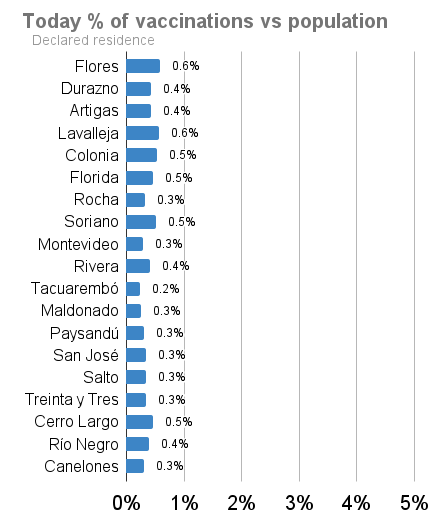 Today % of vaccinations vs population
Declared residence
Flores 0.6%
Durazno 0.4%
Artigas 0.4%
Lavalleja 0.6%
Colonia 0.5%
Florida 0.5%
Rocha 0.3%
Soriano 0.5%
Montevideo 0.3%
Rivera 0.4%
Tacuarembó 0.2%
Maldonado 0.3%
Paysandú 0.3%
San José 0.3%
Salto 0.3%
Treinta y Tres 0.3%
Cerro Largo 0.5%
Río Negro 0.4%
Canelones 0.3%
0% 1% 2% 3% 4% 5%